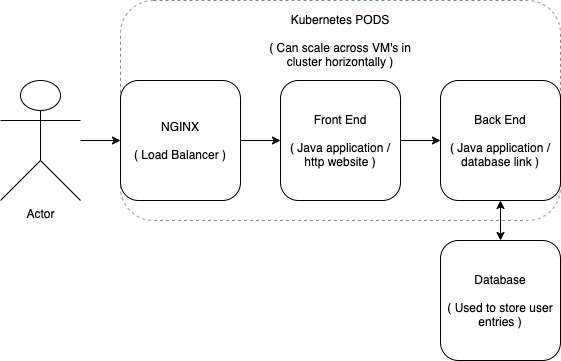 Kubernetes PODS
( Can scale across VM's in
cluster horizontally )
NGINX
( Load Balancer )
Front End
( Java application /
http website )
Back End
( Java application /
database link )
Actor
Database
( Used to store user
entries )